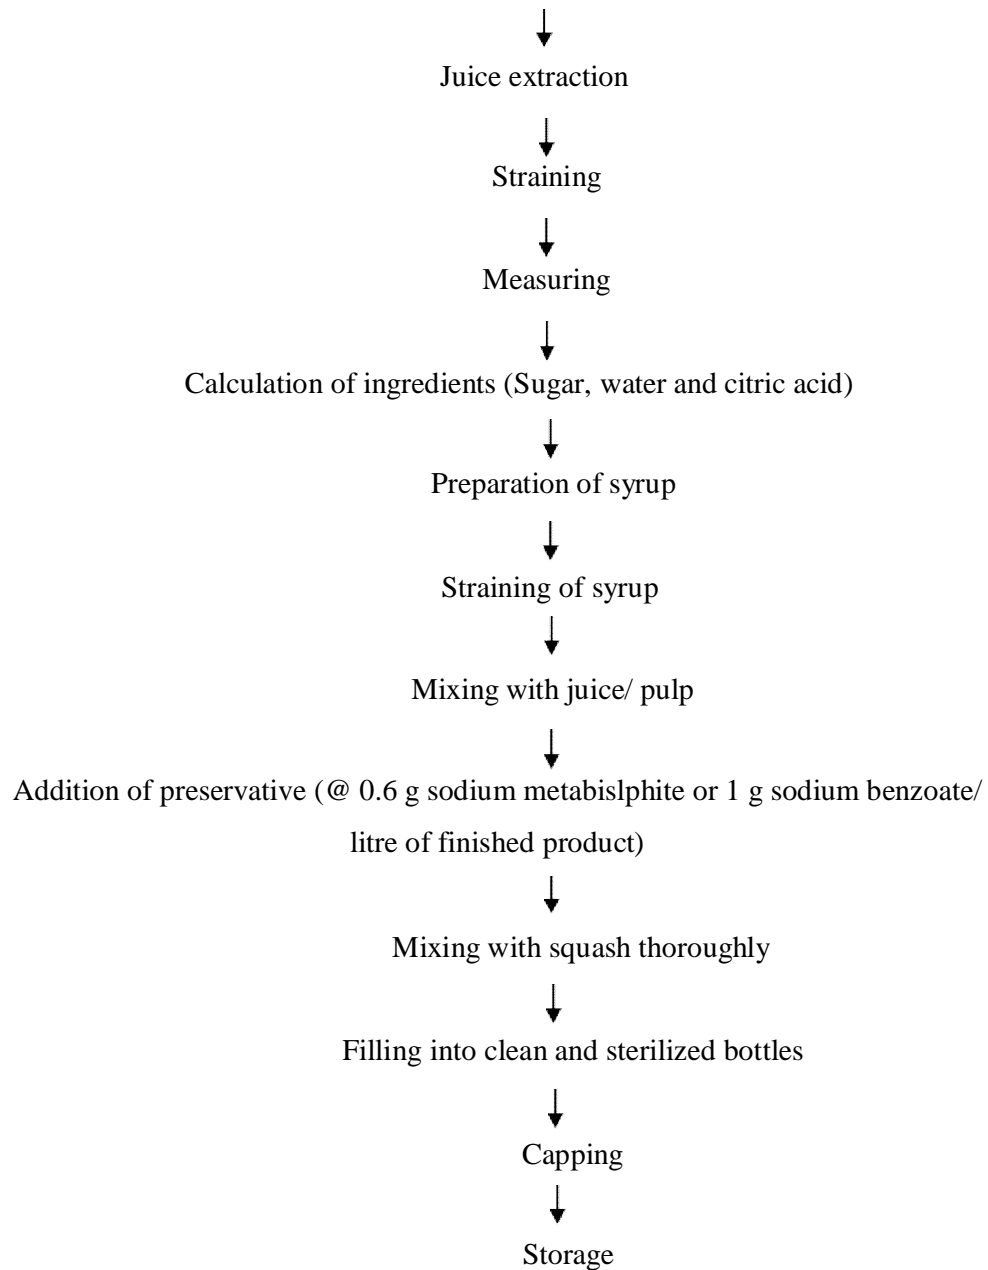 Juice extraction
Straining
Measuring
Calculation of ingredients (Sugar, water and citric acid)
Preparation of syrup
Straining of syrup
Mixing with juice/ pulp
Addition of preservative (@ 0.6 g sodium metabislphite or 1 g sodium benzoate/
litre of finished product)
Mixing with squash thoroughly
Filling into clean and sterilized bottles
Capping
Storage